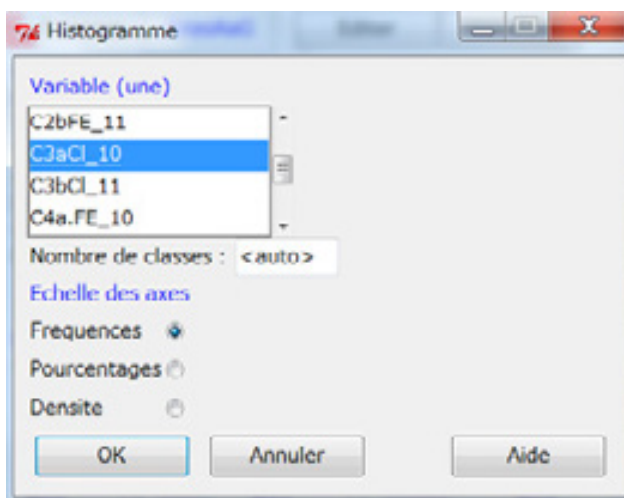 Histogramme
Variable (une)
C2bFE_11
C3aCl_10
C3bCl_11
C4a.FE_10
Nombre de classes : <auto>
Echelle des axes
Frequences
Pourcentages
Densite
OK Annuler Aide